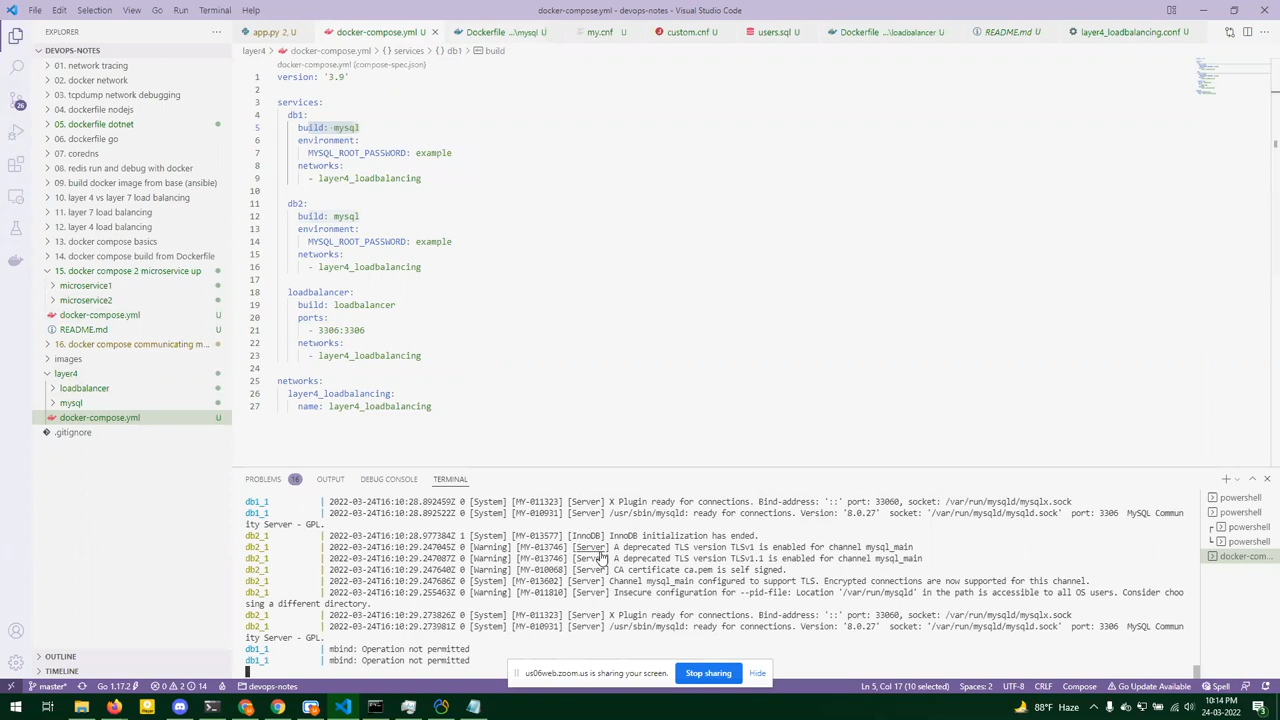 File Edit Selection View Go Run Terminal Help
docker-compose.yml - devops-notes - Visual Studio Code
EXPLORER
app.py 2, U
docker-compose.yml U
Dockerfile ...\mysql U
my.cnf U
custom.cnf U
users.sql U
Dockerfile ...\loadbalancer U
README.md U
layer4_loadbalancing.conf U
DEVOPS-NOTES
01. network tracing
02. docker network
03. tcpdump network debugging
04. dockerfile nodejs
05. dockerfile dotnet
06. dockerfile go
07. coredns
08. redis run and debug with docker
09. build docker image from base (ansible)
10. layer 4 vs layer 7 load balancing
11. layer 7 load balancing
12. layer 4 load balancing
13. docker compose basics
14. docker compose build from Dockerfile
15. docker compose 2 microservice up
microservice1
microservice2
docker-compose.yml U
README.md U
16. docker compose communicating m...
images
layer4
loadbalancer
mysql
docker-compose.yml U
.gitignore
OUTLINE
TIMELINE
26
layer4 > docker-compose.yml > {} services > {} db1 > build
docker-compose.yml (compose-spec.json)
1 version: '3.9'
2
3 services:
4 db1:
5 build: mysql
6 environment:
7 MYSQL_ROOT_PASSWORD: example
8 networks:
9 - layer4_loadbalancing
10
11 db2:
12 build: mysql
13 environment:
14 MYSQL_ROOT_PASSWORD: example
15 networks:
16 - layer4_loadbalancing
17
18 loadbalancer:
19 build: loadbalancer
20 ports:
21 - 3306:3306
22 networks:
23 - layer4_loadbalancing
24
25 networks:
26 layer4_loadbalancing:
27 name: layer4_loadbalancing
PROBLEMS 16 OUTPUT DEBUG CONSOLE TERMINAL
db1_1 | 2022-03-24T16:10:28.892459Z 0 [System] [MY-011323] [Server] X Plugin ready for connections. Bind-address: '::' port: 33060, socket: /var/run/mysqld/mysqlx.sock
db1_1 | 2022-03-24T16:10:28.892522Z 0 [System] [MY-010931] [Server] /usr/sbin/mysqld: ready for connections. Version: '8.0.27' socket: '/var/run/mysqld/mysqld.sock' port: 3306 MySQL Commun
ity Server - GPL.
db2_1 | 2022-03-24T16:10:28.977384Z 1 [System] [MY-013577] [InnoDB] InnoDB initialization has ended.
db2_1 | 2022-03-24T16:10:29.247045Z 0 [Warning] [MY-013746] [Server] A deprecated TLS version TLSv1 is enabled for channel mysql_main
db2_1 | 2022-03-24T16:10:29.247087Z 0 [Warning] [MY-013746] [Server] A deprecated TLS version TLSv1.1 is enabled for channel mysql_main
db2_1 | 2022-03-24T16:10:29.247640Z 0 [Warning] [MY-010068] [Server] CA certificate ca.pem is self signed.
db2_1 | 2022-03-24T16:10:29.247686Z 0 [System] [MY-013602] [Server] Channel mysql_main configured to support TLS. Encrypted connections are now supported for this channel.
db2_1 | 2022-03-24T16:10:29.255463Z 0 [Warning] [MY-011810] [Server] Insecure configuration for --pid-file: Location '/var/run/mysqld' in the path is accessible to all OS users. Consider choo
sing a different directory.
db2_1 | 2022-03-24T16:10:29.273826Z 0 [System] [MY-011323] [Server] X Plugin ready for connections. Bind-address: '::' port: 33060, socket: /var/run/mysqld/mysqlx.sock
db2_1 | 2022-03-24T16:10:29.273981Z 0 [System] [MY-010931] [Server] /usr/sbin/mysqld: ready for connections. Version: '8.0.27' socket: '/var/run/mysqld/mysqld.sock' port: 3306 MySQL Commun
ity Server - GPL.
db1_1 | mbind: Operation not permitted
db1_1 | mbind: Operation not permitted
powershell
powershell
powershell
powershell
docker-com...
us06web.zoom.us is sharing your screen. Stop sharing Hide
master* Go 1.17.2 0 2 14 devops-notes
Ln 5, Col 17 (10 selected) Spaces: 2 UTF-8 CRLF Compose Go Update Available Spell
88°F Haze ENG 10:14 PM
24-03-2022